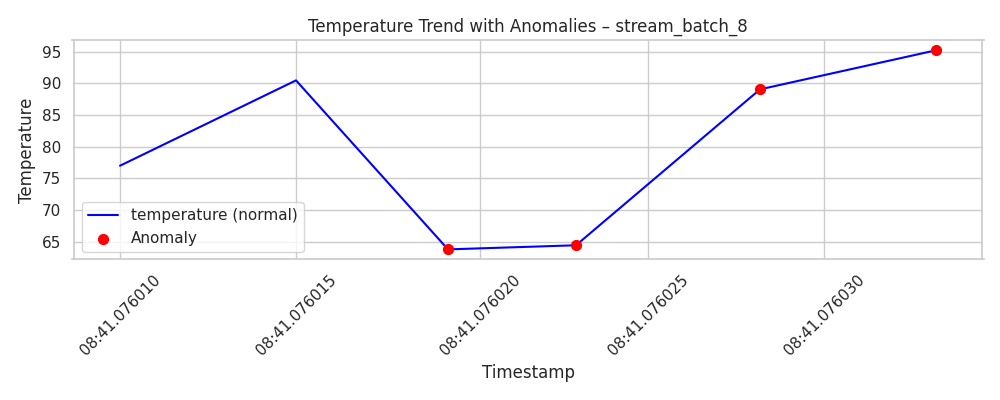 Temperature Trend with Anomalies – stream_batch_8
Temperature
95
90
85
80
75
70
65
temperature (normal)
Anomaly
08:41.076010
08:41.076015
08:41.076020
08:41.076025
08:41.076030
Timestamp